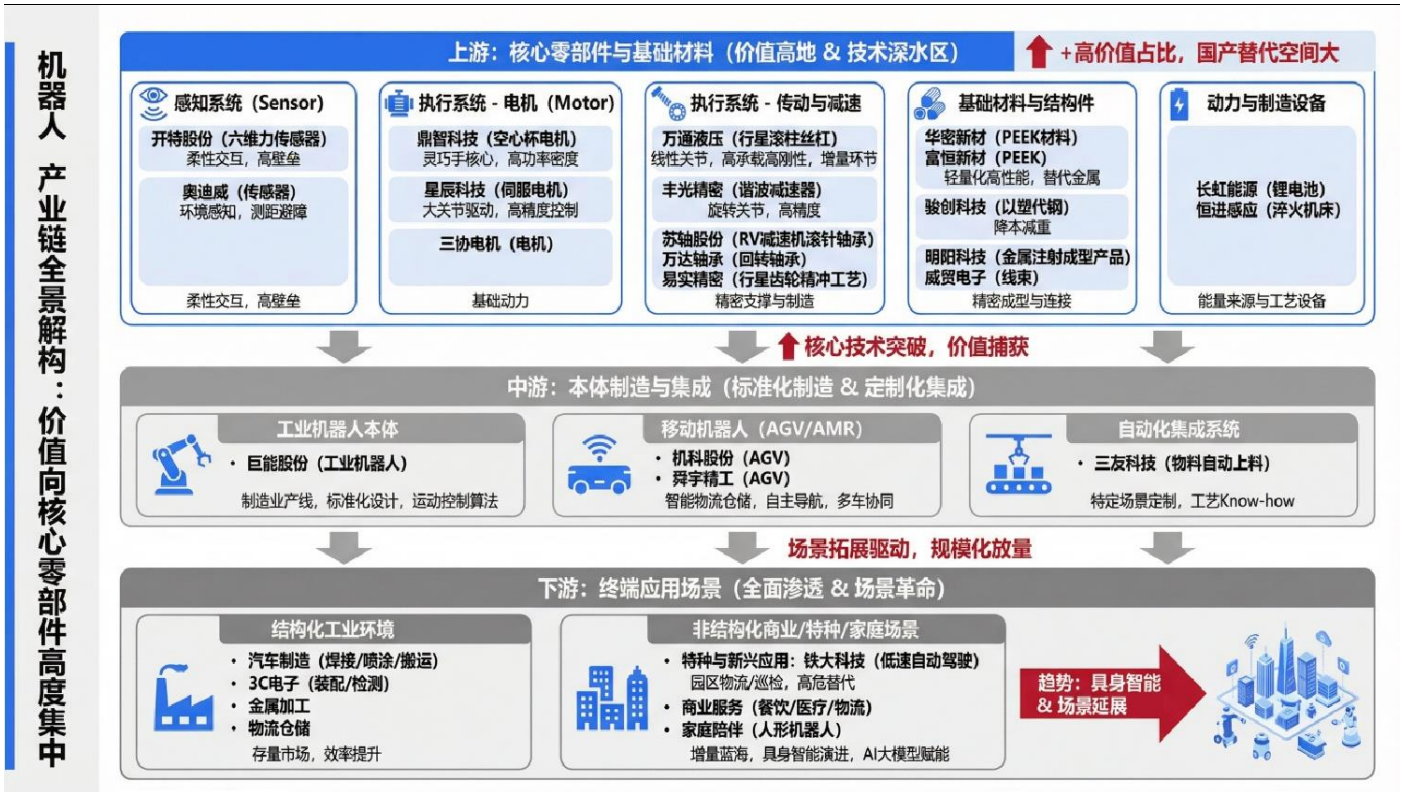 机器人 产业链全景解构：价值向核心零部件高度集中
上游：核心零部件与基础材料（价值高地 & 技术深水区）
+高价值占比，国产替代空间大
感知系统（Sensor）
开特股份（六维力传感器）
柔性交互，高壁垒
奥迪威（传感器）
环境感知，测距避障
柔性交互，高壁垒
执行系统 - 电机（Motor）
鼎智科技（空心杯电机）
灵巧手核心，高功率密度
星辰科技（伺服电机）
大关节驱动，高精度控制
三协电机（电机）
基础动力
执行系统 - 传动与减速
万通液压（行星滚柱丝杠）
线性关节，高承载高刚性，增量环节
丰光精密（谐波减速器）
旋转关节，高精度
苏轴股份（RV减速机滚针轴承）
万达轴承（回转轴承）
易实精密（行星齿轮精冲工艺）
精密支撑与制造
基础材料与结构件
华密新材（PEEK材料）
富恒新材（PEEK）
轻量化高性能，替代金属
骏创科技（以塑代钢）
降本减重
明阳科技（金属注射成型产品）
威贸电子（线束）
精密成型与连接
动力与制造设备
长虹能源（锂电池）
恒进感应（淬火机床）
能量来源与工艺设备
核心技术突破，价值捕获
中游：本体制造与集成（标准化制造 & 定制化集成）
工业机器人本体
• 巨能股份（工业机器人）
制造业产线，标准化设计，运动控制算法
移动机器人（AGV/AMR）
• 机科股份（AGV）
• 舜宇精工（AGV）
智能物流仓储，自主导航，多车协同
自动化集成系统
• 三友科技（物料自动上料）
特定场景定制，工艺Know-how
场景拓展驱动，规模化放量
下游：终端应用场景（全面渗透 & 场景革命）
结构化工业环境
• 汽车制造（焊接/喷涂/搬运）
• 3C电子（装配/检测）
• 金属加工
• 物流仓储
存量市场，效率提升
非结构化商业/特种/家庭场景
• 特种与新兴应用：铁大科技（低速自动驾驶）
园区物流/巡检，高危替代
• 商业服务（餐饮/医疗/物流）
• 家庭陪伴（人形机器人）
增量蓝海，具身智能演进，AI大模型赋能
趋势：具身智能
& 场景延展